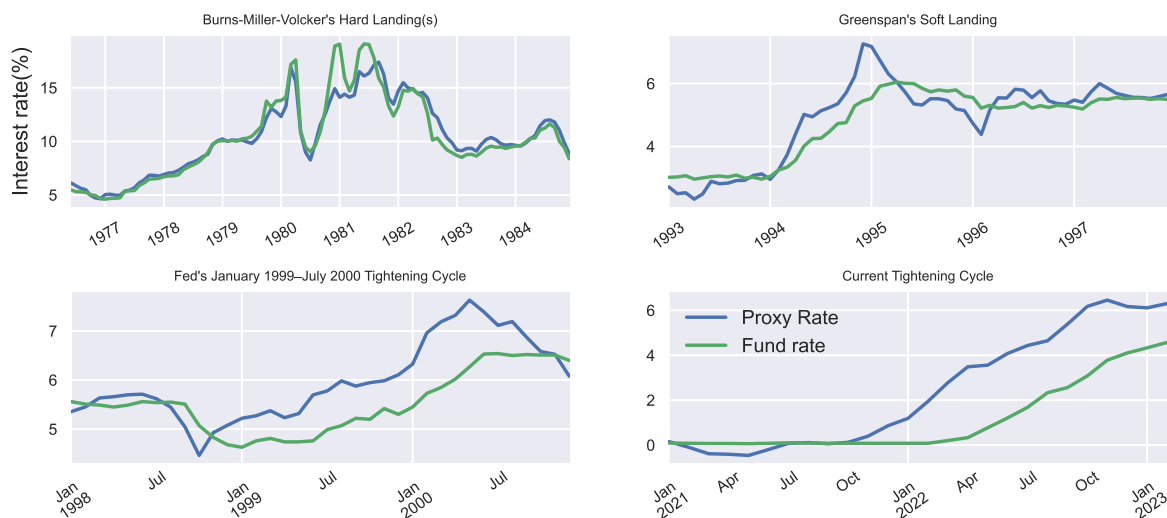 Burns-Miller-Volcker's Hard Landing(s)
Interest rate(%)
15
10
5
1977 1978 1979 1980 1981 1982 1983 1984
Greenspan's Soft Landing
6
4
1993 1994 1995 1996 1997
Fed's January 1999–July 2000 Tightening Cycle
7
6
5
Jan Jul Jan Jul Jan Jul
1998 1999 2000
Current Tightening Cycle
Proxy Rate
Fund rate
6
4
2
0
Jan Apr Jul Oct Jan Apr Jul Oct Jan
2021 2022 2023